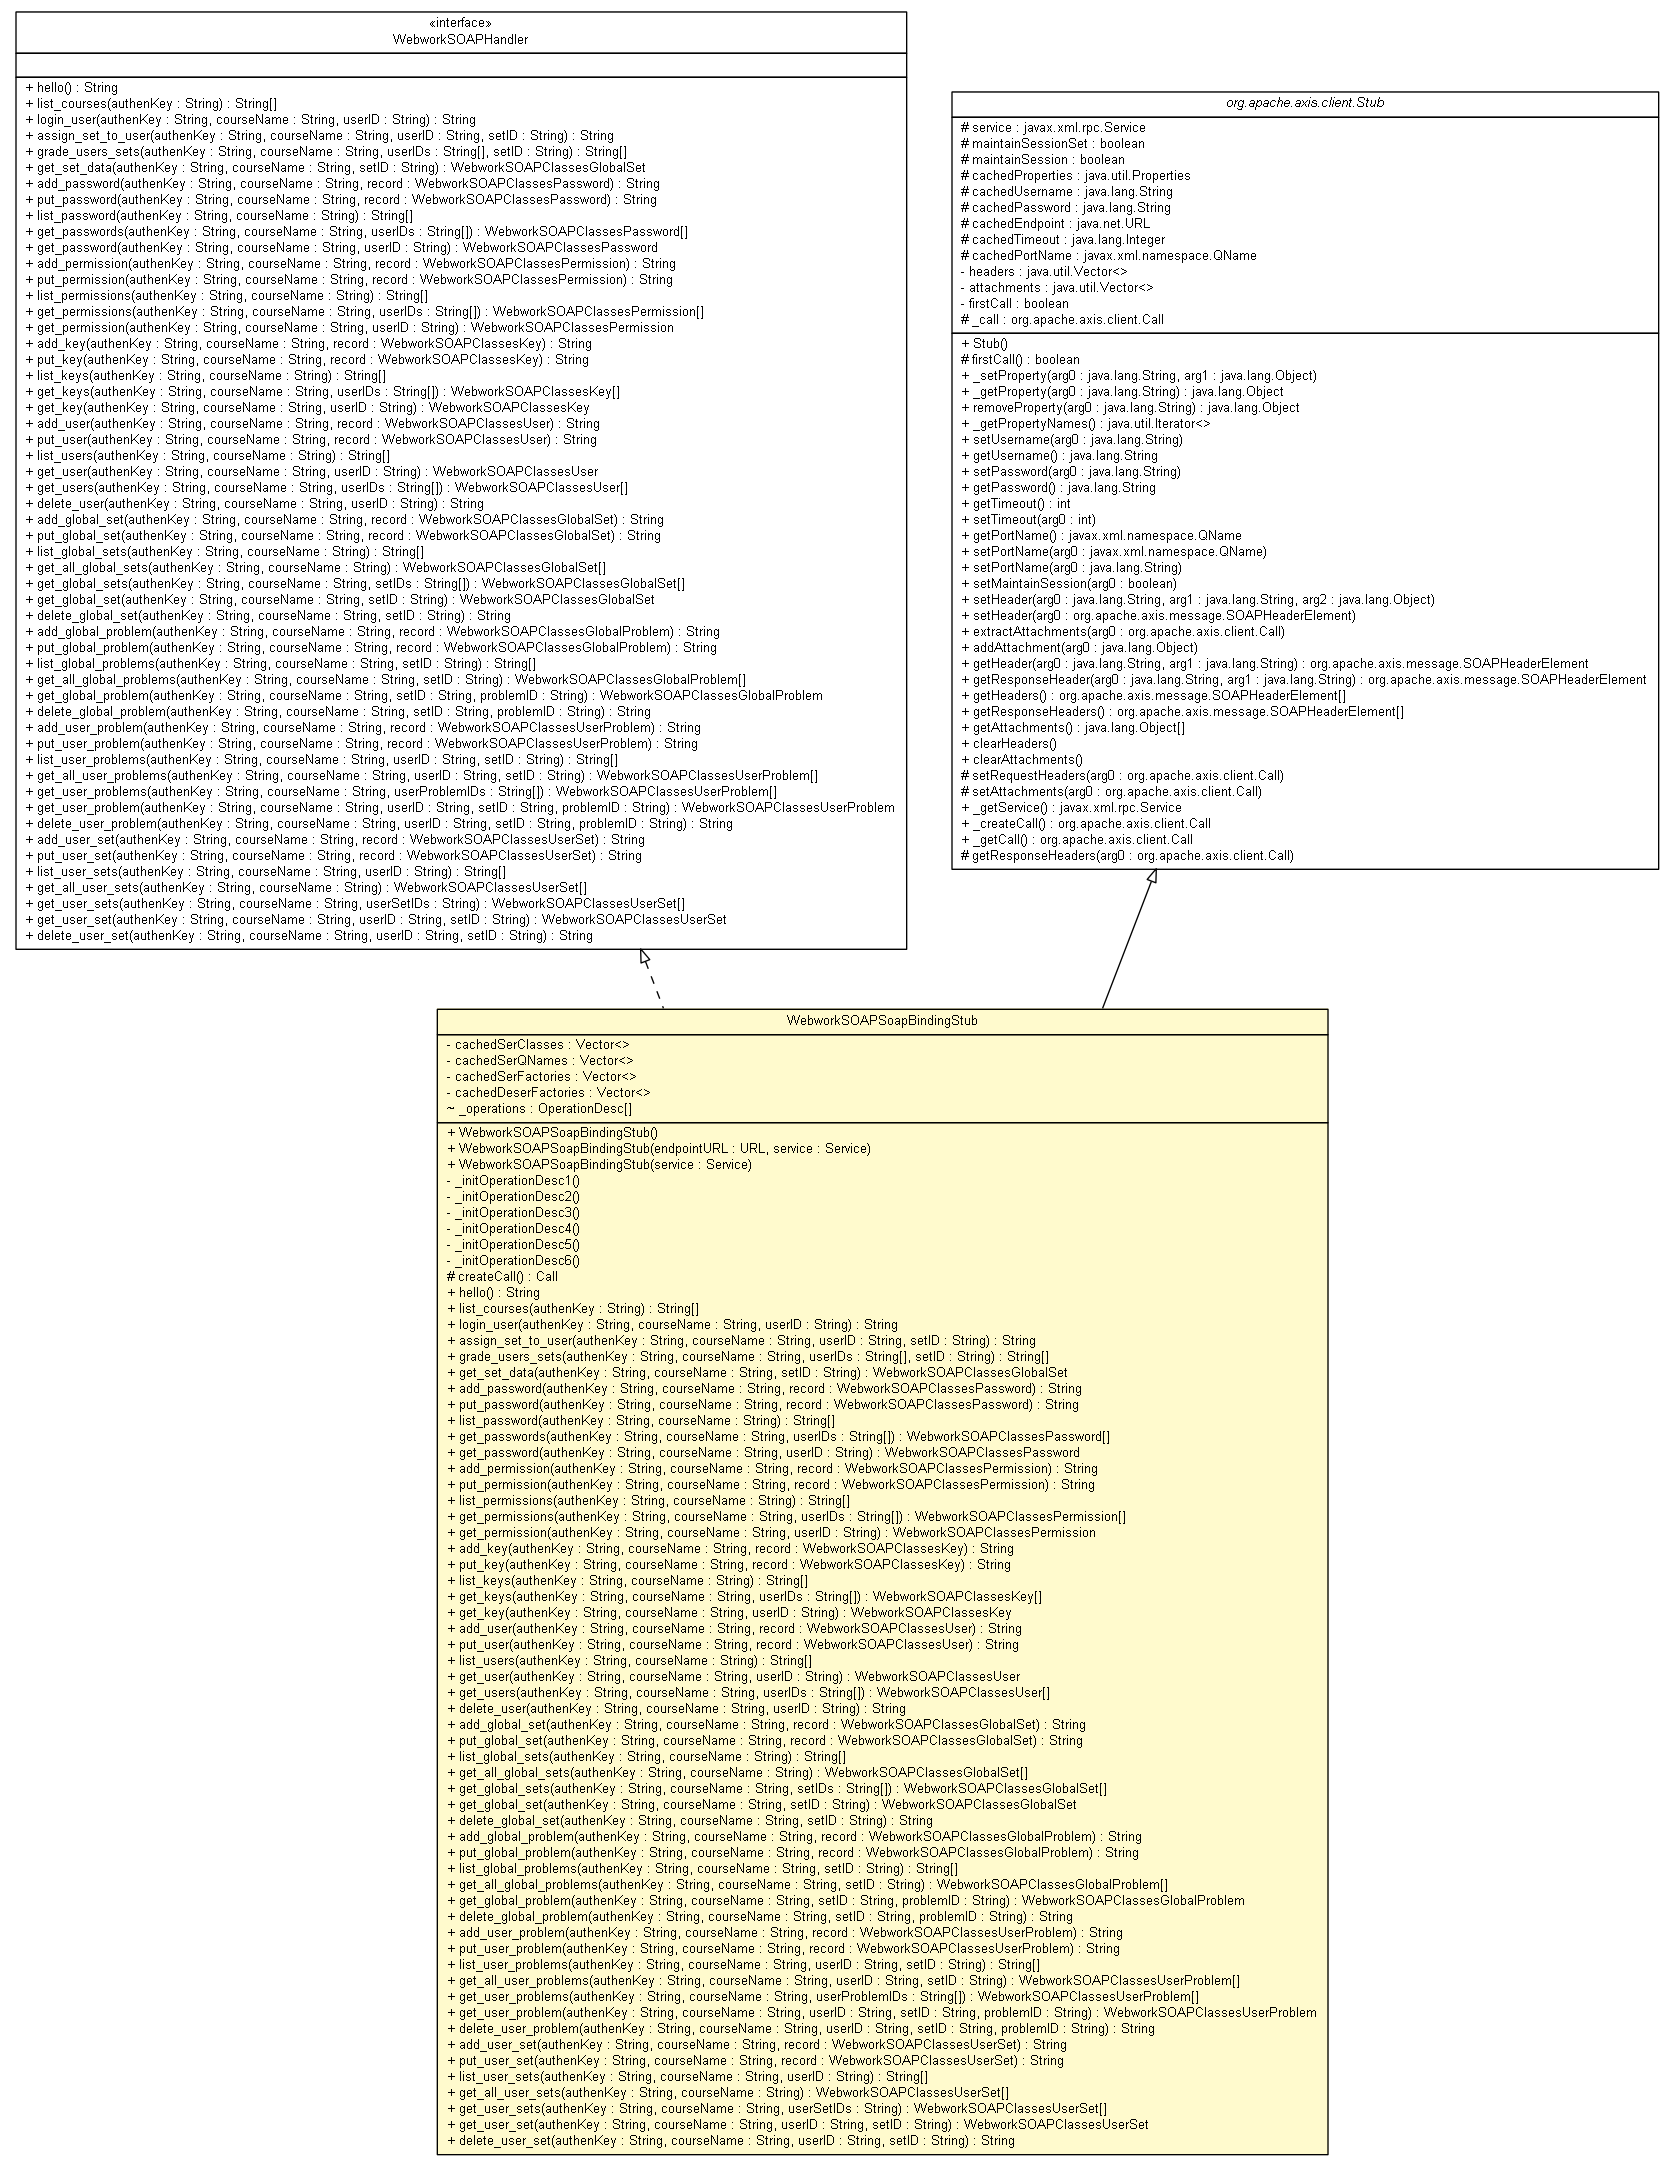 «interface»
WebworkSOAPHandler
+ hello() : String
+ list_courses(authenKey : String) : String[]
+ login_user(authenKey : String, courseName : String, userID : String) : String
+ assign_set_to_user(authenKey : String, courseName : String, userID : String, setID : String) : String
+ grade_users_sets(authenKey : String, courseName : String, userIDs : String[], setID : String) : String[]
+ get_set_data(authenKey : String, courseName : String, setID : String) : WebworkSOAPClassesGlobalSet
+ add_password(authenKey : String, courseName : String, record : WebworkSOAPClassesPassword) : String
+ put_password(authenKey : String, courseName : String, record : WebworkSOAPClassesPassword) : String
+ list_password(authenKey : String, courseName : String) : String[]
+ get_passwords(authenKey : String, courseName : String, userIDs : String[]) : WebworkSOAPClassesPassword[]
+ get_password(authenKey : String, courseName : String, userID : String) : WebworkSOAPClassesPassword
+ add_permission(authenKey : String, courseName : String, record : WebworkSOAPClassesPermission) : String
+ put_permission(authenKey : String, courseName : String, record : WebworkSOAPClassesPermission) : String
+ list_permissions(authenKey : String, courseName : String) : String[]
+ get_permissions(authenKey : String, courseName : String, userIDs : String[]) : WebworkSOAPClassesPermission[]
+ get_permission(authenKey : String, courseName : String, userID : String) : WebworkSOAPClassesPermission
+ add_key(authenKey : String, courseName : String, record : WebworkSOAPClassesKey) : String
+ put_key(authenKey : String, courseName : String, record : WebworkSOAPClassesKey) : String
+ list_keys(authenKey : String, courseName : String) : String[]
+ get_keys(authenKey : String, courseName : String, userIDs : String[]) : WebworkSOAPClassesKey[]
+ get_key(authenKey : String, courseName : String, userID : String) : WebworkSOAPClassesKey
+ add_user(authenKey : String, courseName : String, record : WebworkSOAPClassesUser) : String
+ put_user(authenKey : String, courseName : String, record : WebworkSOAPClassesUser) : String
+ list_users(authenKey : String, courseName : String) : String[]
+ get_user(authenKey : String, courseName : String, userID : String) : WebworkSOAPClassesUser
+ get_users(authenKey : String, courseName : String, userIDs : String[]) : WebworkSOAPClassesUser[]
+ delete_user(authenKey : String, courseName : String, userID : String) : String
+ add_global_set(authenKey : String, courseName : String, record : WebworkSOAPClassesGlobalSet) : String
+ put_global_set(authenKey : String, courseName : String, record : WebworkSOAPClassesGlobalSet) : String
+ list_global_sets(authenKey : String, courseName : String) : String[]
+ get_all_global_sets(authenKey : String, courseName : String) : WebworkSOAPClassesGlobalSet[]
+ get_global_sets(authenKey : String, courseName : String, setIDs : String[]) : WebworkSOAPClassesGlobalSet[]
+ get_global_set(authenKey : String, courseName : String, setID : String) : WebworkSOAPClassesGlobalSet
+ delete_global_set(authenKey : String, courseName : String, setID : String) : String
+ add_global_problem(authenKey : String, courseName : String, record : WebworkSOAPClassesGlobalProblem) : String
+ put_global_problem(authenKey : String, courseName : String, record : WebworkSOAPClassesGlobalProblem) : String
+ list_global_problems(authenKey : String, courseName : String, setID : String) : String[]
+ get_all_global_problems(authenKey : String, courseName : String, setID : String) : WebworkSOAPClassesGlobalProblem[]
+ get_global_problem(authenKey : String, courseName : String, setID : String, problemID : String) : WebworkSOAPClassesGlobalProblem
+ delete_global_problem(authenKey : String, courseName : String, setID : String, problemID : String) : String
+ add_user_problem(authenKey : String, courseName : String, record : WebworkSOAPClassesUserProblem) : String
+ put_user_problem(authenKey : String, courseName : String, record : WebworkSOAPClassesUserProblem) : String
+ list_user_problems(authenKey : String, courseName : String, userID : String, setID : String) : String[]
+ get_all_user_problems(authenKey : String, courseName : String, userID : String, setID : String) : WebworkSOAPClassesUserProblem[]
+ get_user_problems(authenKey : String, courseName : String, userProblemIDs : String[]) : WebworkSOAPClassesUserProblem[]
+ get_user_problem(authenKey : String, courseName : String, userID : String, setID : String, problemID : String) : WebworkSOAPClassesUserProblem
+ delete_user_problem(authenKey : String, courseName : String, userID : String, setID : String, problemID : String) : String
+ add_user_set(authenKey : String, courseName : String, record : WebworkSOAPClassesUserSet) : String
+ put_user_set(authenKey : String, courseName : String, record : WebworkSOAPClassesUserSet) : String
+ list_user_sets(authenKey : String, courseName : String, userID : String) : String[]
+ get_all_user_sets(authenKey : String, courseName : String) : WebworkSOAPClassesUserSet[]
+ get_user_sets(authenKey : String, courseName : String, userSetIDs : String) : WebworkSOAPClassesUserSet[]
+ get_user_set(authenKey : String, courseName : String, userID : String, setID : String) : WebworkSOAPClassesUserSet
+ delete_user_set(authenKey : String, courseName : String, userID : String, setID : String) : String
org.apache.axis.client.Stub
# service : javax.xml.rpc.Service
# maintainSessionSet : boolean
# maintainSession : boolean
# cachedProperties : java.util.Properties
# cachedUsername : java.lang.String
# cachedPassword : java.lang.String
# cachedEndpoint : java.net.URL
# cachedTimeout : java.lang.Integer
# cachedPortName : javax.xml.namespace.QName
- headers : java.util.Vector<>
- attachments : java.util.Vector<>
- firstCall : boolean
# _call : org.apache.axis.client.Call
+ Stub()
# firstCall() : boolean
+ _setProperty(arg0 : java.lang.String, arg1 : java.lang.Object)
+ _getProperty(arg0 : java.lang.String) : java.lang.Object
+ removeProperty(arg0 : java.lang.String) : java.lang.Object
+ _getPropertyNames() : java.util.Iterator<>
+ setUsername(arg0 : java.lang.String)
+ getUsername() : java.lang.String
+ setPassword(arg0 : java.lang.String)
+ getPassword() : java.lang.String
+ getTimeout() : int
+ setTimeout(arg0 : int)
+ getPortName() : javax.xml.namespace.QName
+ setPortName(arg0 : javax.xml.namespace.QName)
+ setPortName(arg0 : java.lang.String)
+ setMaintainSession(arg0 : boolean)
+ setHeader(arg0 : java.lang.String, arg1 : java.lang.String, arg2 : java.lang.Object)
+ setHeader(arg0 : org.apache.axis.message.SOAPHeaderElement)
+ extractAttachments(arg0 : org.apache.axis.client.Call)
+ addAttachment(arg0 : java.lang.Object)
+ getHeader(arg0 : java.lang.String, arg1 : java.lang.String) : org.apache.axis.message.SOAPHeaderElement
+ getResponseHeader(arg0 : java.lang.String, arg1 : java.lang.String) : org.apache.axis.message.SOAPHeaderElement
+ getHeaders() : org.apache.axis.message.SOAPHeaderElement[]
+ getResponseHeaders() : org.apache.axis.message.SOAPHeaderElement[]
+ getAttachments() : java.lang.Object[]
+ clearHeaders()
+ clearAttachments()
# setRequestHeaders(arg0 : org.apache.axis.client.Call)
# setAttachments(arg0 : org.apache.axis.client.Call)
+ _getService() : javax.xml.rpc.Service
+ _createCall() : org.apache.axis.client.Call
+ _getCall() : org.apache.axis.client.Call
# getResponseHeaders(arg0 : org.apache.axis.client.Call)
WebworkSOAPSoapBindingStub
- cachedSerClasses : Vector<>
- cachedSerQNames : Vector<>
- cachedSerFactories : Vector<>
- cachedDeserFactories : Vector<>
~ _operations : OperationDesc[]
+ WebworkSOAPSoapBindingStub()
+ WebworkSOAPSoapBindingStub(endpointURL : URL, service : Service)
+ WebworkSOAPSoapBindingStub(service : Service)
- _initOperationDesc1()
- _initOperationDesc2()
- _initOperationDesc3()
- _initOperationDesc4()
- _initOperationDesc5()
- _initOperationDesc6()
# createCall() : Call
+ hello() : String
+ list_courses(authenKey : String) : String[]
+ login_user(authenKey : String, courseName : String, userID : String) : String
+ assign_set_to_user(authenKey : String, courseName : String, userID : String, setID : String) : String
+ grade_users_sets(authenKey : String, courseName : String, userIDs : String[], setID : String) : String[]
+ get_set_data(authenKey : String, courseName : String, setID : String) : WebworkSOAPClassesGlobalSet
+ add_password(authenKey : String, courseName : String, record : WebworkSOAPClassesPassword) : String
+ put_password(authenKey : String, courseName : String, record : WebworkSOAPClassesPassword) : String
+ list_password(authenKey : String, courseName : String) : String[]
+ get_passwords(authenKey : String, courseName : String, userIDs : String[]) : WebworkSOAPClassesPassword[]
+ get_password(authenKey : String, courseName : String, userID : String) : WebworkSOAPClassesPassword
+ add_permission(authenKey : String, courseName : String, record : WebworkSOAPClassesPermission) : String
+ put_permission(authenKey : String, courseName : String, record : WebworkSOAPClassesPermission) : String
+ list_permissions(authenKey : String, courseName : String) : String[]
+ get_permissions(authenKey : String, courseName : String, userIDs : String[]) : WebworkSOAPClassesPermission[]
+ get_permission(authenKey : String, courseName : String, userID : String) : WebworkSOAPClassesPermission
+ add_key(authenKey : String, courseName : String, record : WebworkSOAPClassesKey) : String
+ put_key(authenKey : String, courseName : String, record : WebworkSOAPClassesKey) : String
+ list_keys(authenKey : String, courseName : String) : String[]
+ get_keys(authenKey : String, courseName : String, userIDs : String[]) : WebworkSOAPClassesKey[]
+ get_key(authenKey : String, courseName : String, userID : String) : WebworkSOAPClassesKey
+ add_user(authenKey : String, courseName : String, record : WebworkSOAPClassesUser) : String
+ put_user(authenKey : String, courseName : String, record : WebworkSOAPClassesUser) : String
+ list_users(authenKey : String, courseName : String) : String[]
+ get_user(authenKey : String, courseName : String, userID : String) : WebworkSOAPClassesUser
+ get_users(authenKey : String, courseName : String, userIDs : String[]) : WebworkSOAPClassesUser[]
+ delete_user(authenKey : String, courseName : String, userID : String) : String
+ add_global_set(authenKey : String, courseName : String, record : WebworkSOAPClassesGlobalSet) : String
+ put_global_set(authenKey : String, courseName : String, record : WebworkSOAPClassesGlobalSet) : String
+ list_global_sets(authenKey : String, courseName : String) : String[]
+ get_all_global_sets(authenKey : String, courseName : String) : WebworkSOAPClassesGlobalSet[]
+ get_global_sets(authenKey : String, courseName : String, setIDs : String[]) : WebworkSOAPClassesGlobalSet[]
+ get_global_set(authenKey : String, courseName : String, setID : String) : WebworkSOAPClassesGlobalSet
+ delete_global_set(authenKey : String, courseName : String, setID : String) : String
+ add_global_problem(authenKey : String, courseName : String, record : WebworkSOAPClassesGlobalProblem) : String
+ put_global_problem(authenKey : String, courseName : String, record : WebworkSOAPClassesGlobalProblem) : String
+ list_global_problems(authenKey : String, courseName : String, setID : String) : String[]
+ get_all_global_problems(authenKey : String, courseName : String, setID : String) : WebworkSOAPClassesGlobalProblem[]
+ get_global_problem(authenKey : String, courseName : String, setID : String, problemID : String) : WebworkSOAPClassesGlobalProblem
+ delete_global_problem(authenKey : String, courseName : String, setID : String, problemID : String) : String
+ add_user_problem(authenKey : String, courseName : String, record : WebworkSOAPClassesUserProblem) : String
+ put_user_problem(authenKey : String, courseName : String, record : WebworkSOAPClassesUserProblem) : String
+ list_user_problems(authenKey : String, courseName : String, userID : String, setID : String) : String[]
+ get_all_user_problems(authenKey : String, courseName : String, userID : String, setID : String) : WebworkSOAPClassesUserProblem[]
+ get_user_problems(authenKey : String, courseName : String, userProblemIDs : String[]) : WebworkSOAPClassesUserProblem[]
+ get_user_problem(authenKey : String, courseName : String, userID : String, setID : String, problemID : String) : WebworkSOAPClassesUserProblem
+ delete_user_problem(authenKey : String, courseName : String, userID : String, setID : String, problemID : String) : String
+ add_user_set(authenKey : String, courseName : String, record : WebworkSOAPClassesUserSet) : String
+ put_user_set(authenKey : String, courseName : String, record : WebworkSOAPClassesUserSet) : String
+ list_user_sets(authenKey : String, courseName : String, userID : String) : String[]
+ get_all_user_sets(authenKey : String, courseName : String) : WebworkSOAPClassesUserSet[]
+ get_user_sets(authenKey : String, courseName : String, userSetIDs : String) : WebworkSOAPClassesUserSet[]
+ get_user_set(authenKey : String, courseName : String, userID : String, setID : String) : WebworkSOAPClassesUserSet
+ delete_user_set(authenKey : String, courseName : String, userID : String, setID : String) : String